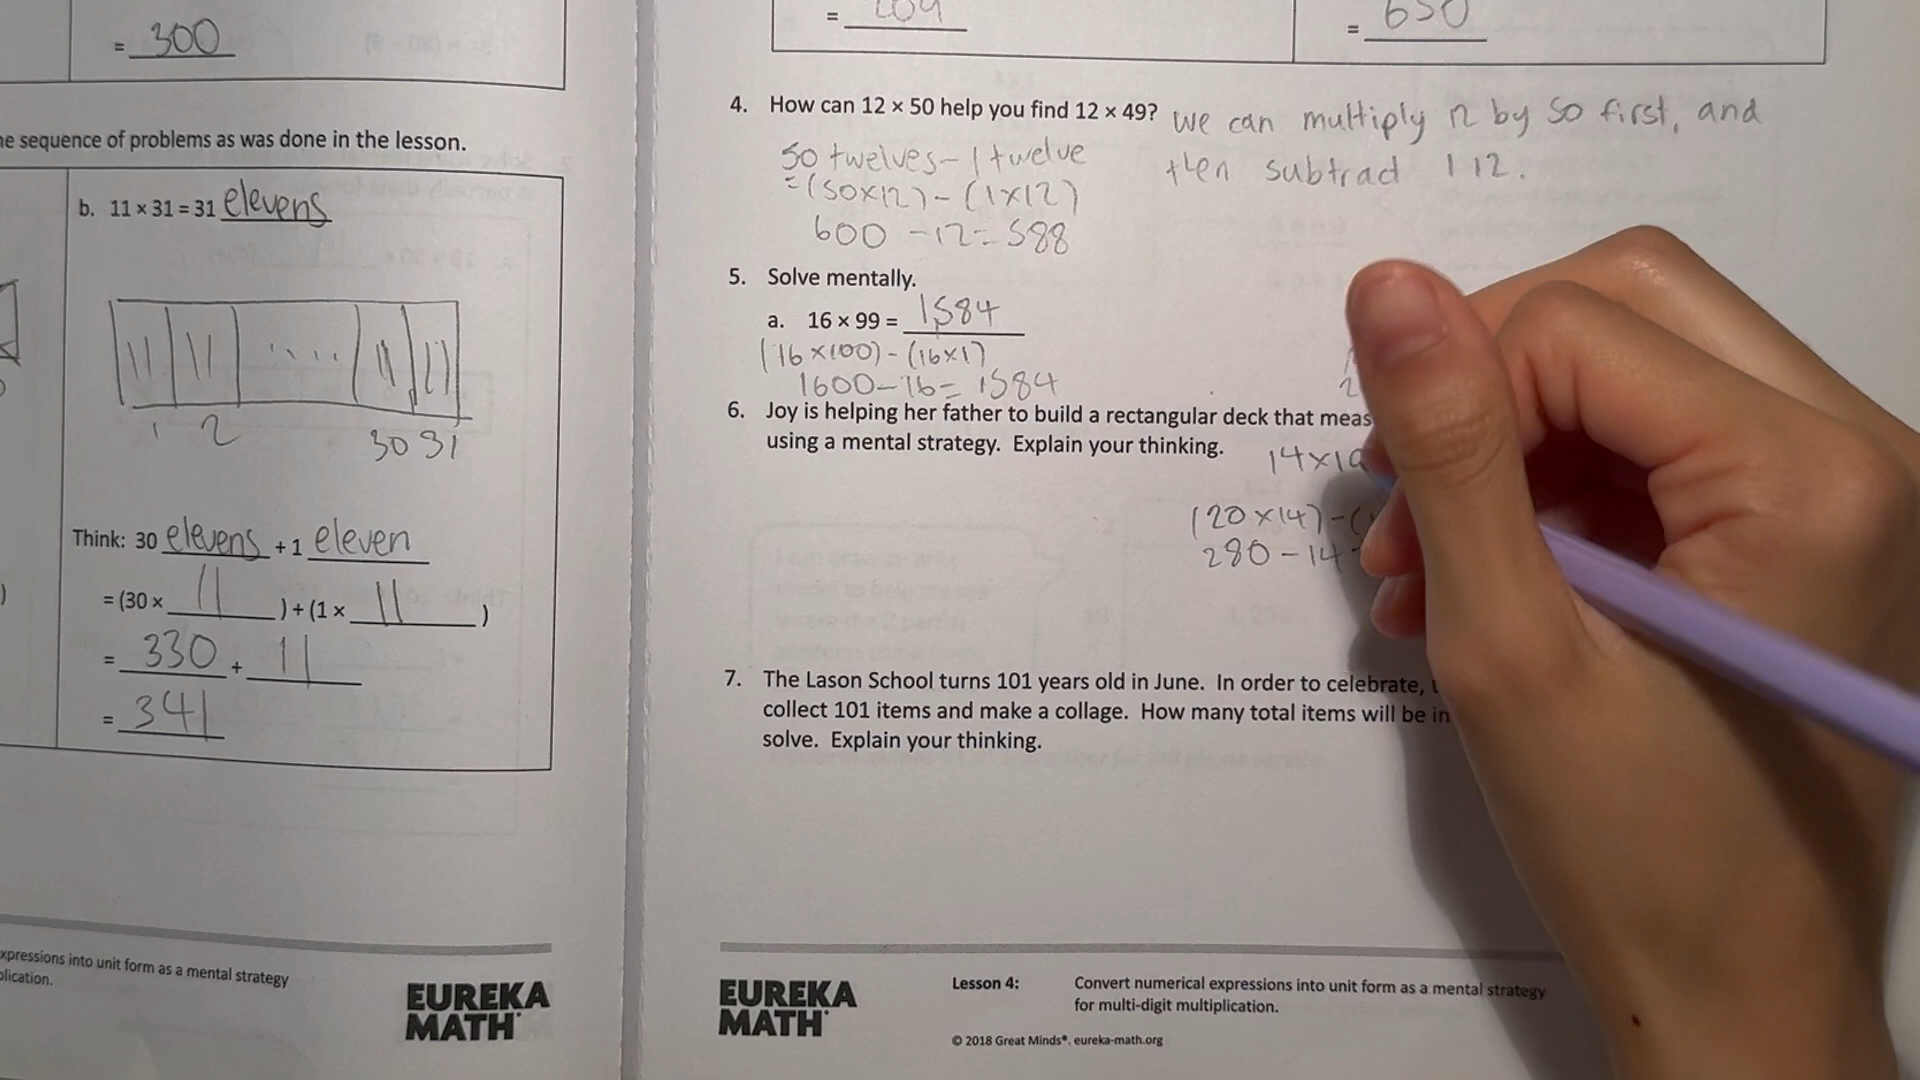 = 300
he sequence of problems as was done in the lesson.
b. 11 × 31 = 31 elevens
1 2 30 31
Think: 30 elevens + 1 eleven
= (30 × 11 ) + (1 × 11 )
= 330 + 11
= 341
xpressions into unit form as a mental strategy
plication.
EUREKA
MATH
=
= 650
4. How can 12 × 50 help you find 12 × 49? we can multiply 12 by 50 first, and
then subtract 1 12.
50 twelves - 1 twelve
= (50×12) - (1×12)
600 - 12 = 588
5. Solve mentally.
a. 16 × 99 = 1584
(16×100) - (16×1)
1600 - 16 = 1584
6. Joy is helping her father to build a rectangular deck that meas
using a mental strategy. Explain your thinking.
14×19
(20×14) - (
280 - 14
7. The Lason School turns 101 years old in June. In order to celebrate,
collect 101 items and make a collage. How many total items will be in
solve. Explain your thinking.
EUREKA
MATH
Lesson 4: Convert numerical expressions into unit form as a mental strategy
for multi-digit multiplication.
© 2018 Great Minds®. eureka-math.org